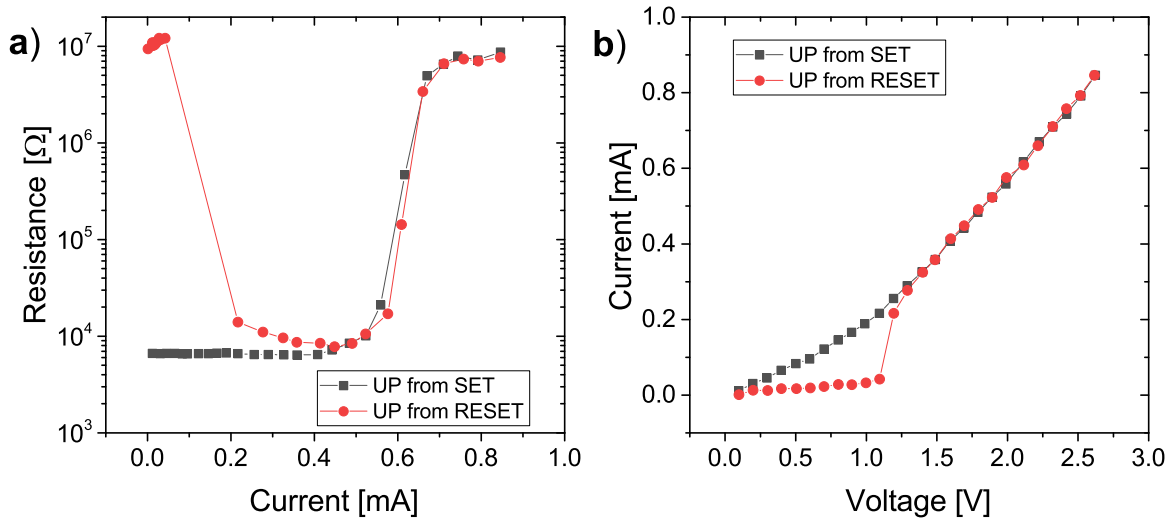 a)
Resistance [Ω]
10^7
10^6
10^5
10^4
10^3
UP from SET
UP from RESET
0.0 0.2 0.4 0.6 0.8 1.0
Current [mA]
b)
Current [mA]
1.0
0.8
0.6
0.4
0.2
0.0
UP from SET
UP from RESET
0.0 0.5 1.0 1.5 2.0 2.5 3.0
Voltage [V]